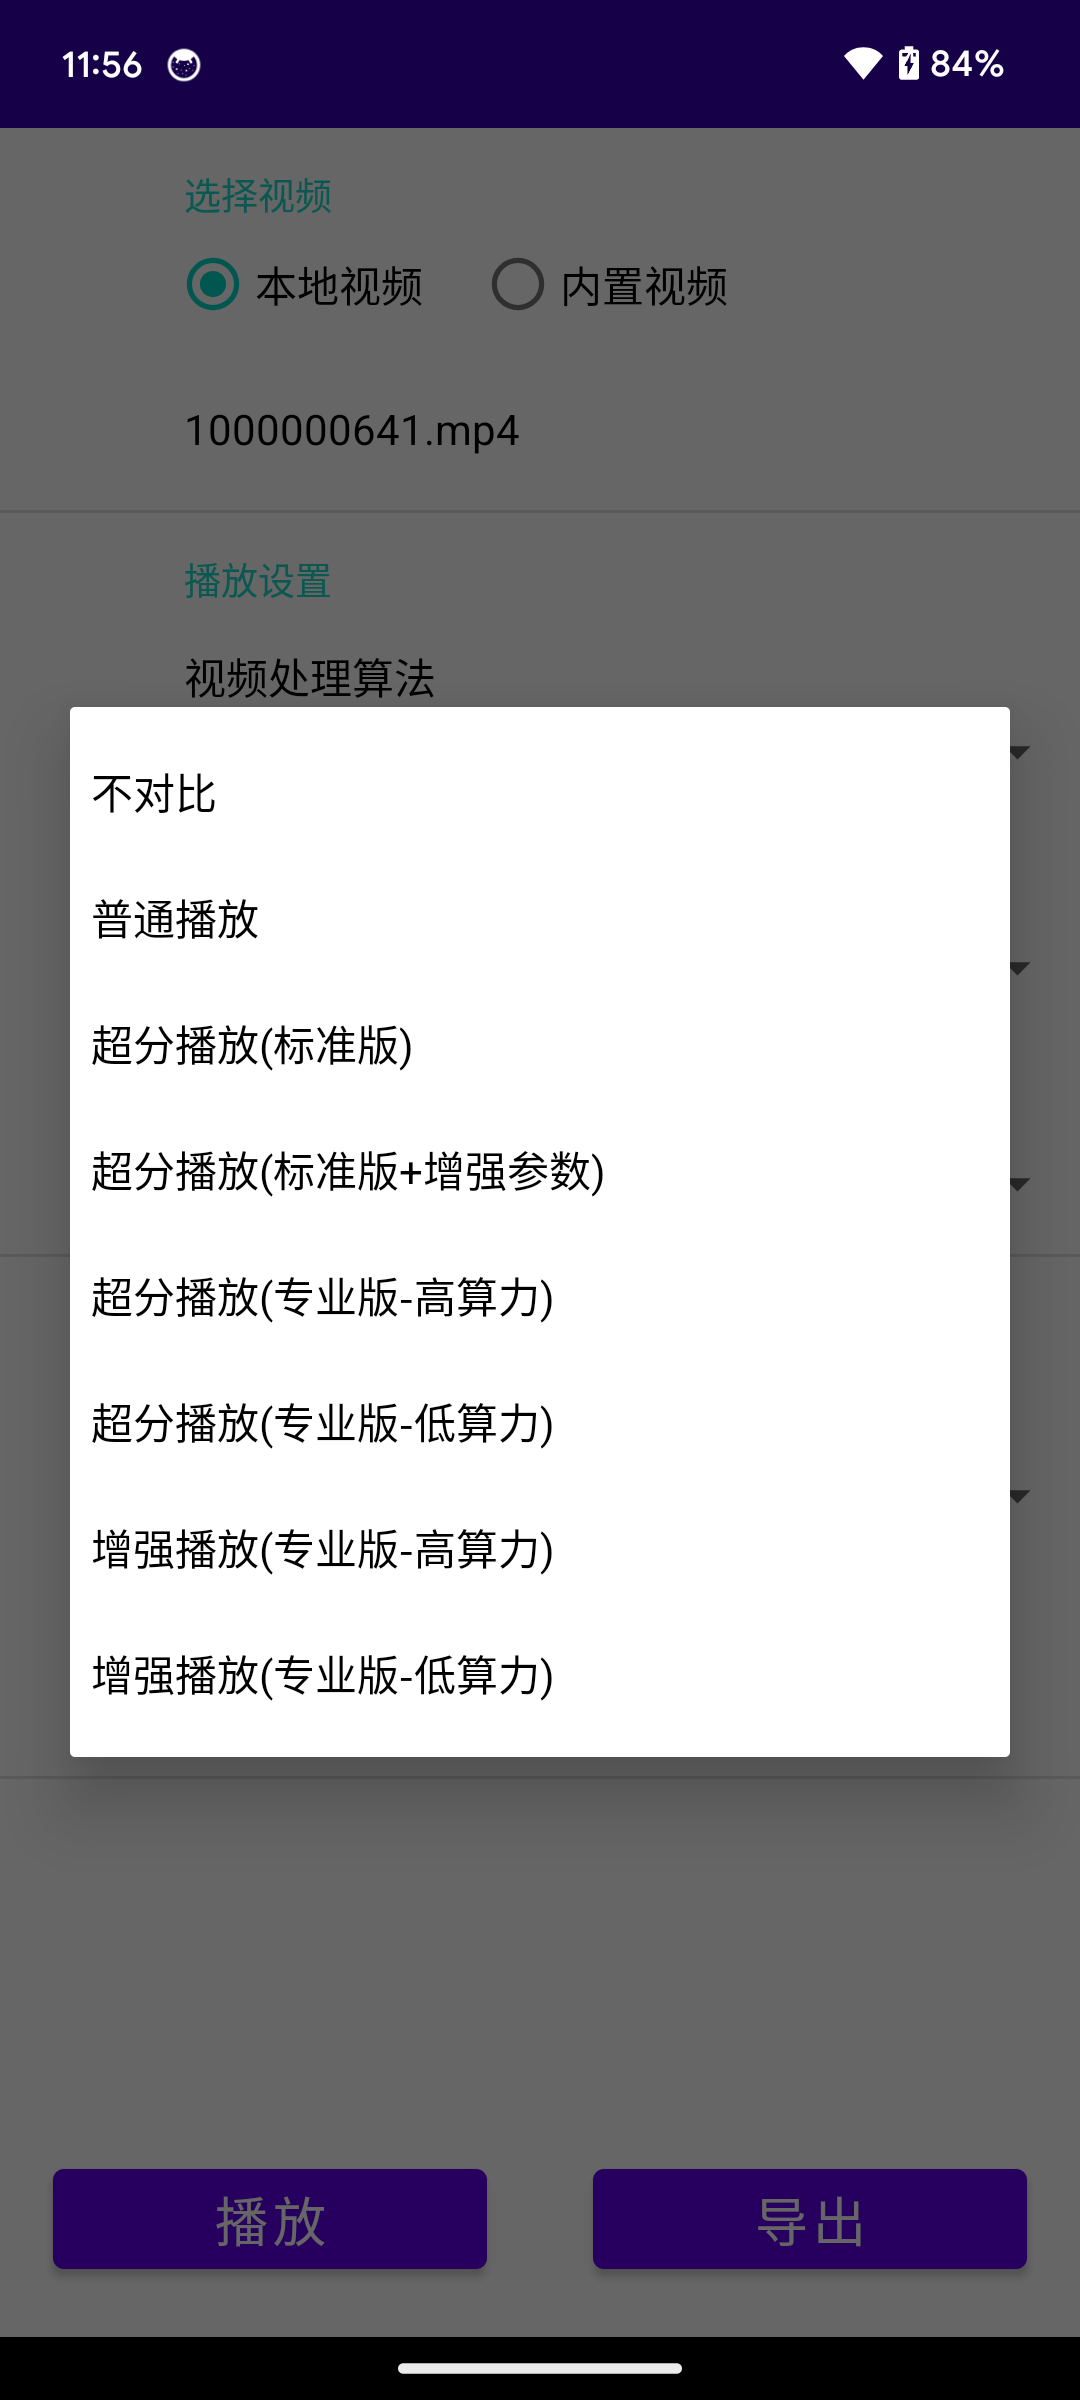 11:56
84%
选择视频
本地视频
内置视频
1000000641.mp4
播放设置
视频处理算法
不对比
普通播放
超分播放(标准版)
超分播放(标准版+增强参数)
超分播放(专业版-高算力)
超分播放(专业版-低算力)
增强播放(专业版-高算力)
增强播放(专业版-低算力)
播放
导出